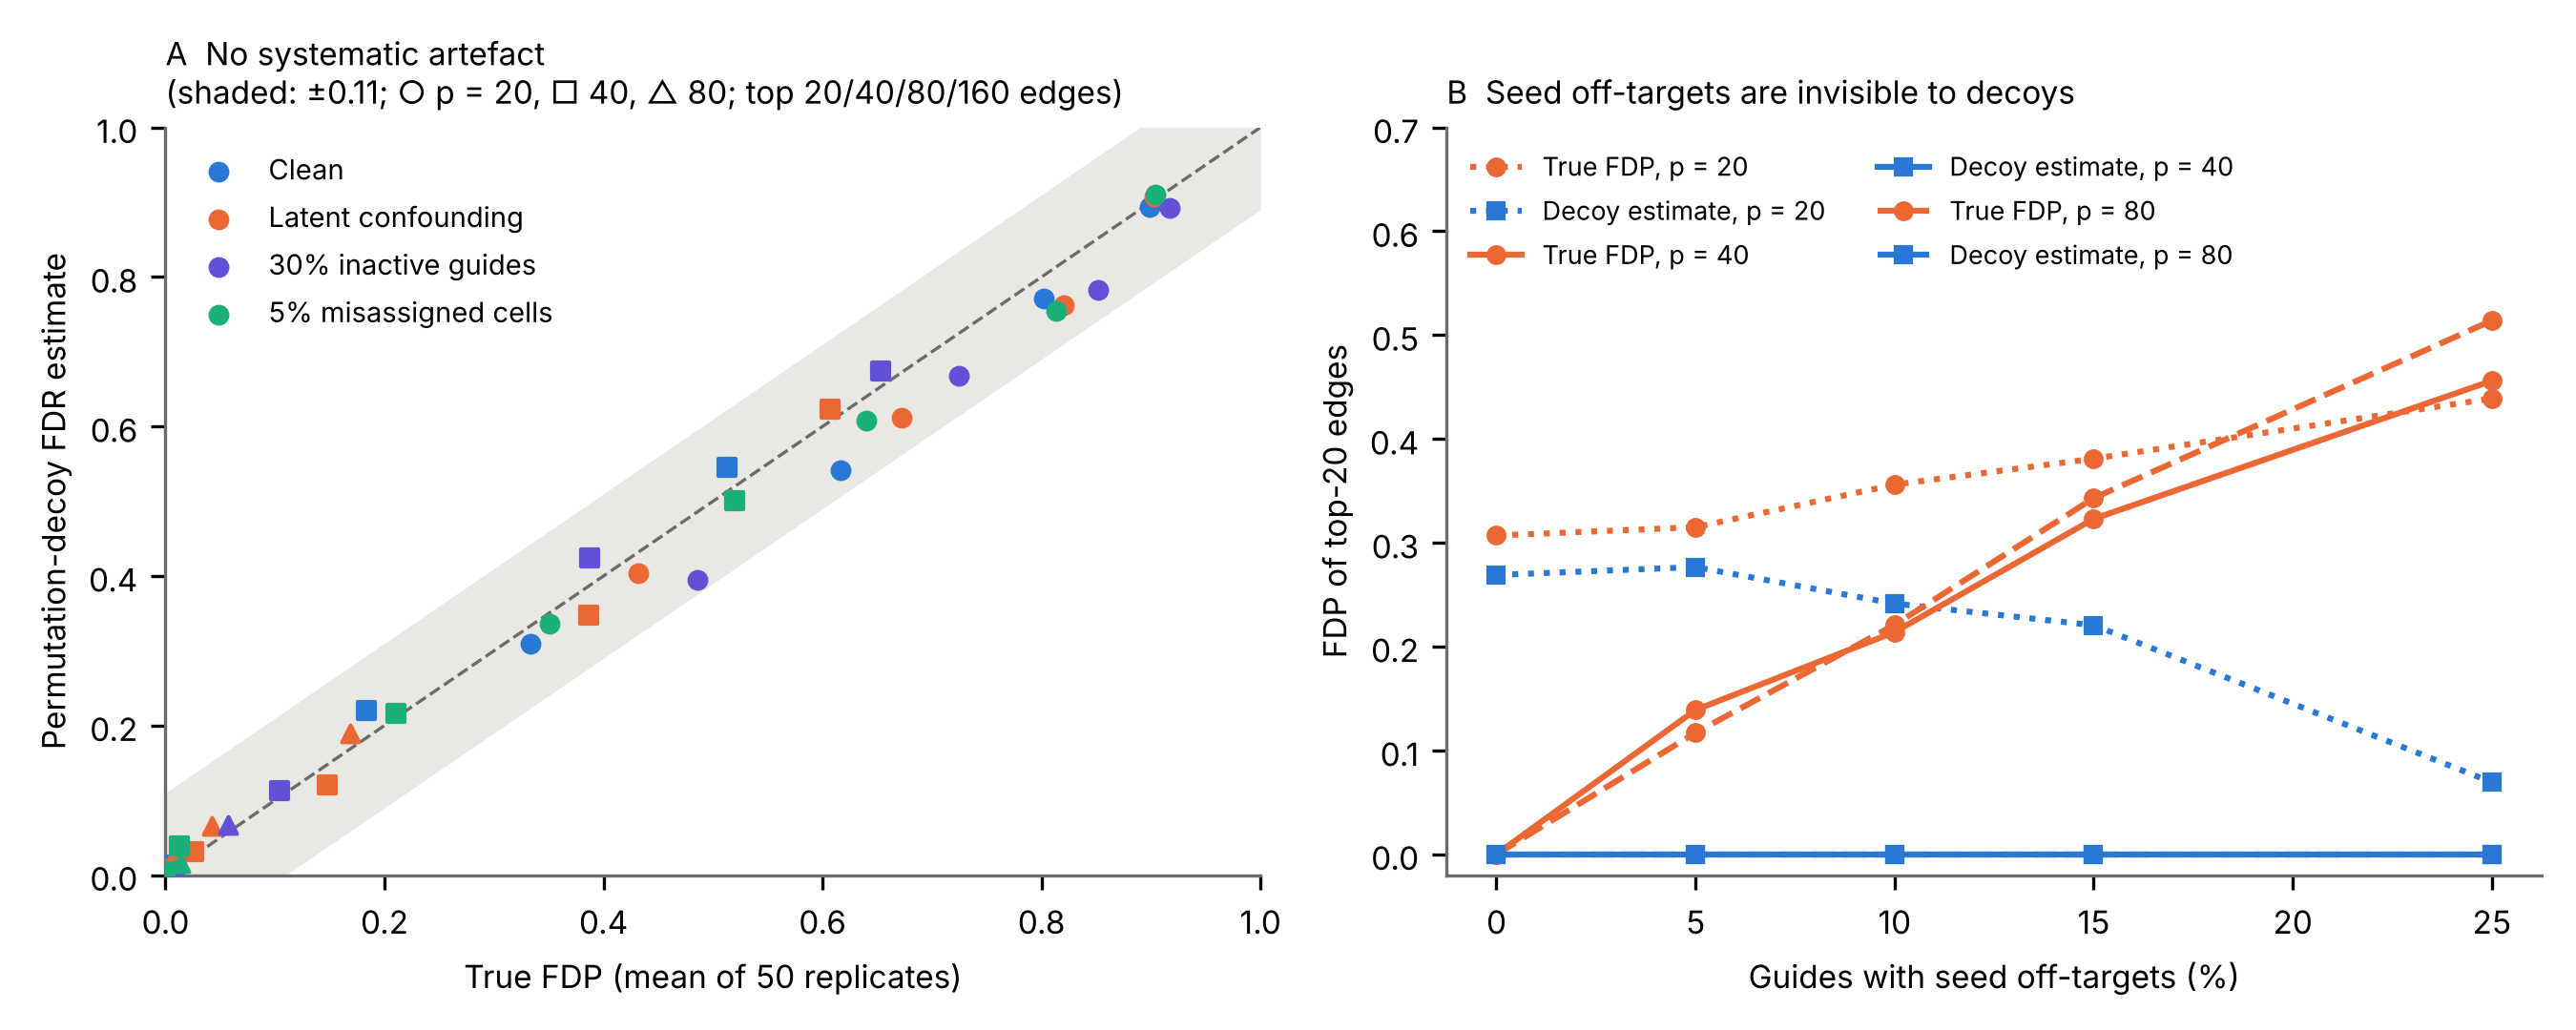 A No systematic artefact
(shaded: ±0.11; ○ p = 20, □ 40, △ 80; top 20/40/80/160 edges)
1.0
0.8
0.6
0.4
0.2
0.0
Permutation-decoy FDR estimate
Clean
Latent confounding
30% inactive guides
5% misassigned cells
0.0 0.2 0.4 0.6 0.8 1.0
True FDP (mean of 50 replicates)
B Seed off-targets are invisible to decoys
0.7
0.6
0.5
0.4
0.3
0.2
0.1
0.0
FDP of top-20 edges
True FDP, p = 20
Decoy estimate, p = 20
True FDP, p = 40
Decoy estimate, p = 40
True FDP, p = 80
Decoy estimate, p = 80
0 5 10 15 20 25
Guides with seed off-targets (%)